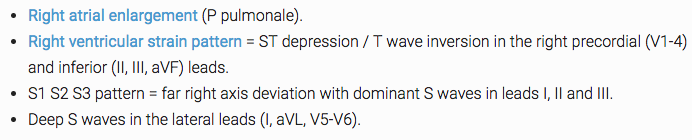 • Right atrial enlargement (P pulmonale).
• Right ventricular strain pattern = ST depression / T wave inversion in the right precordial (V1-4)
and inferior (II, III, aVF) leads.
• S1 S2 S3 pattern = far right axis deviation with dominant S waves in leads I, II and III.
• Deep S waves in the lateral leads (I, aVL, V5-V6).